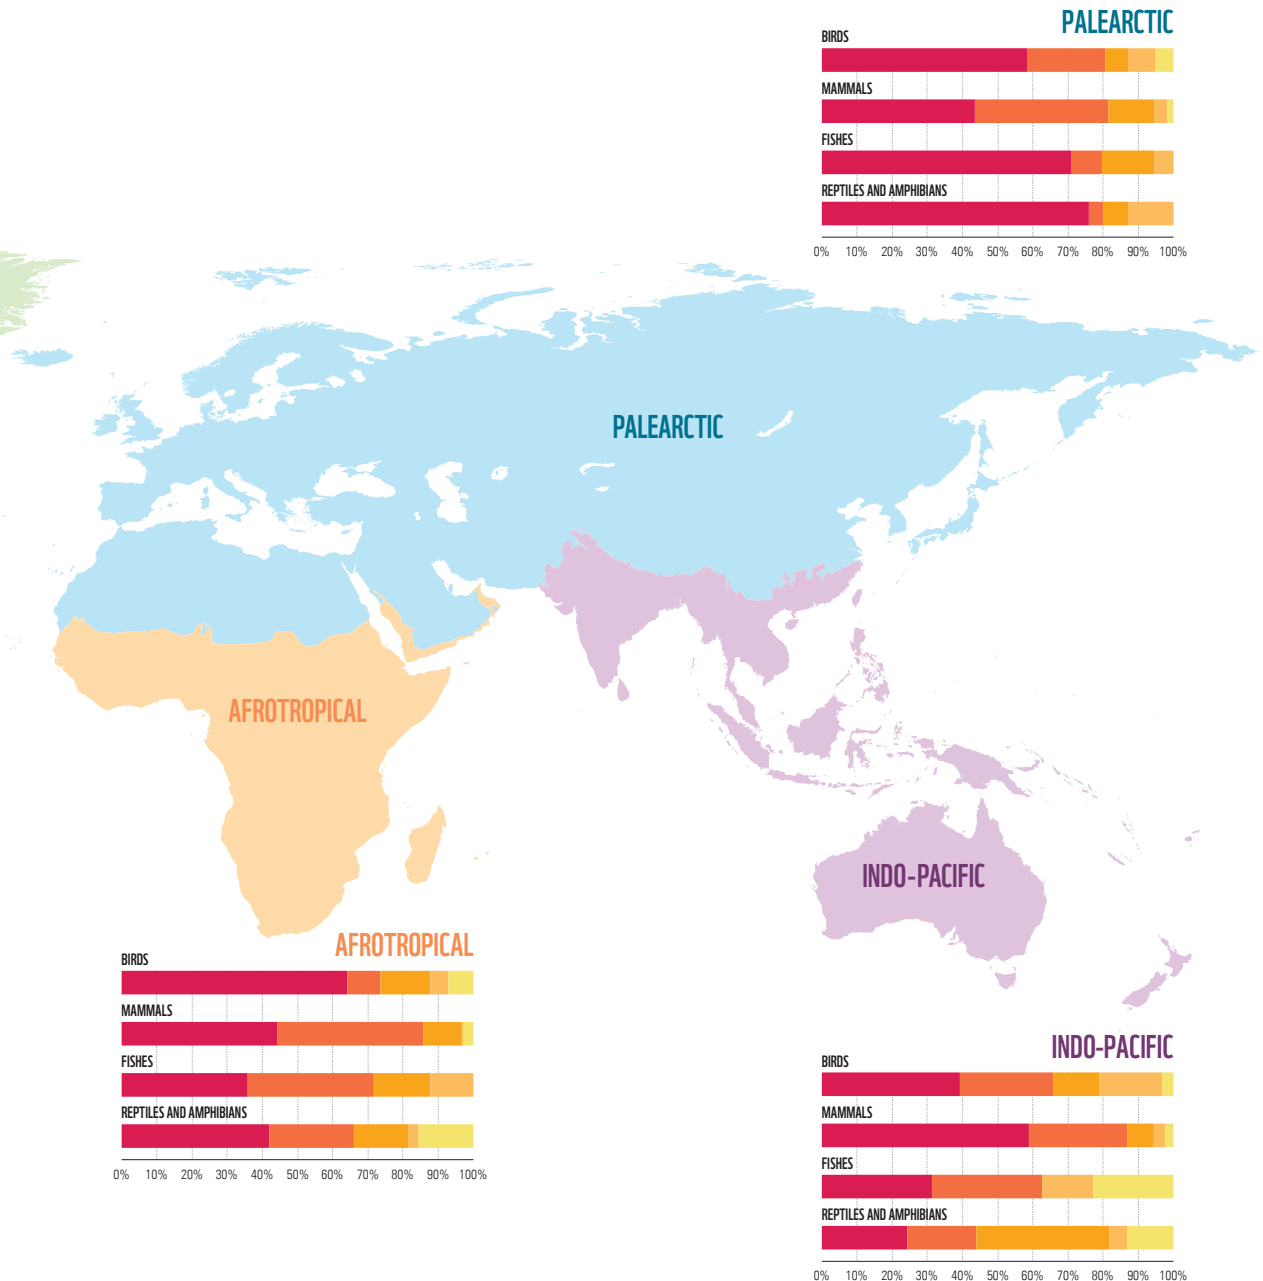 PALEARCTIC
BIRDS
MAMMALS
FISHES
REPTILES AND AMPHIBIANS
0% 10% 20% 30% 40% 50% 60% 70% 80% 90% 100%
PALEARCTIC
AFROTROPICAL
INDO-PACIFIC
AFROTROPICAL
BIRDS
MAMMALS
FISHES
REPTILES AND AMPHIBIANS
0% 10% 20% 30% 40% 50% 60% 70% 80% 90% 100%
INDO-PACIFIC
BIRDS
MAMMALS
FISHES
REPTILES AND AMPHIBIANS
0% 10% 20% 30% 40% 50% 60% 70% 80% 90% 100%